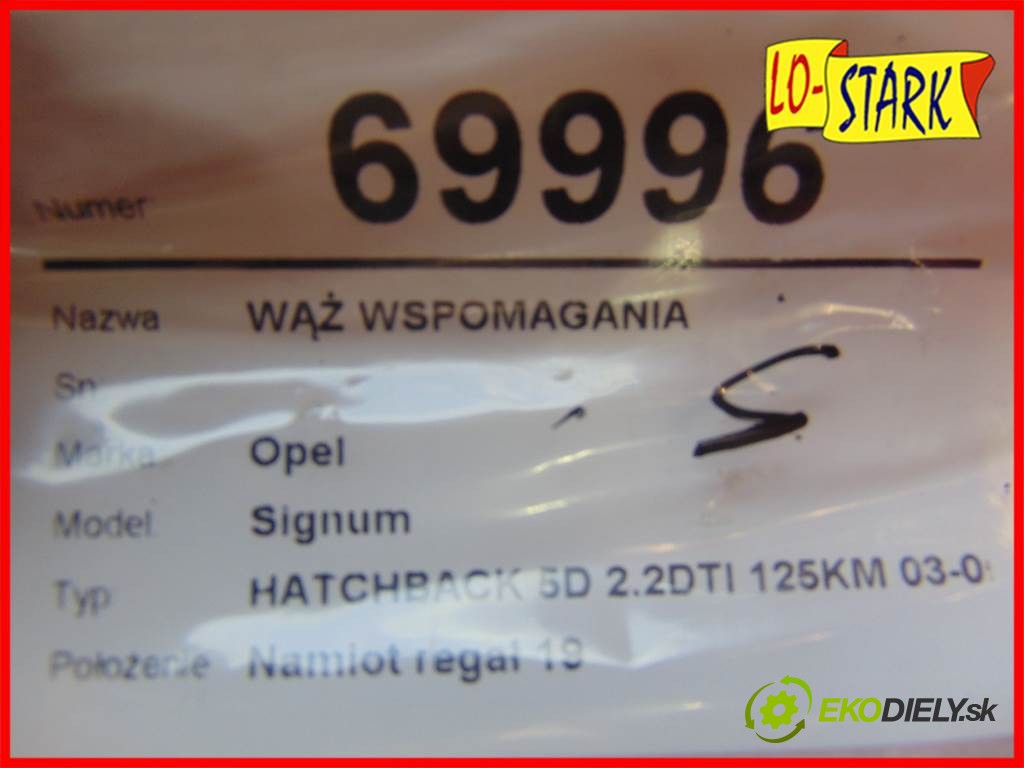 LO-STARK
Numer 69996
Nazwa WĄŻ WSPOMAGANIA
Sn
Marka Opel
S
Model Signum
Typ HATCHBACK 5D 2.2DTI 125KM 03-0
Położenie Namiot regał 19
EKODIELY.sk